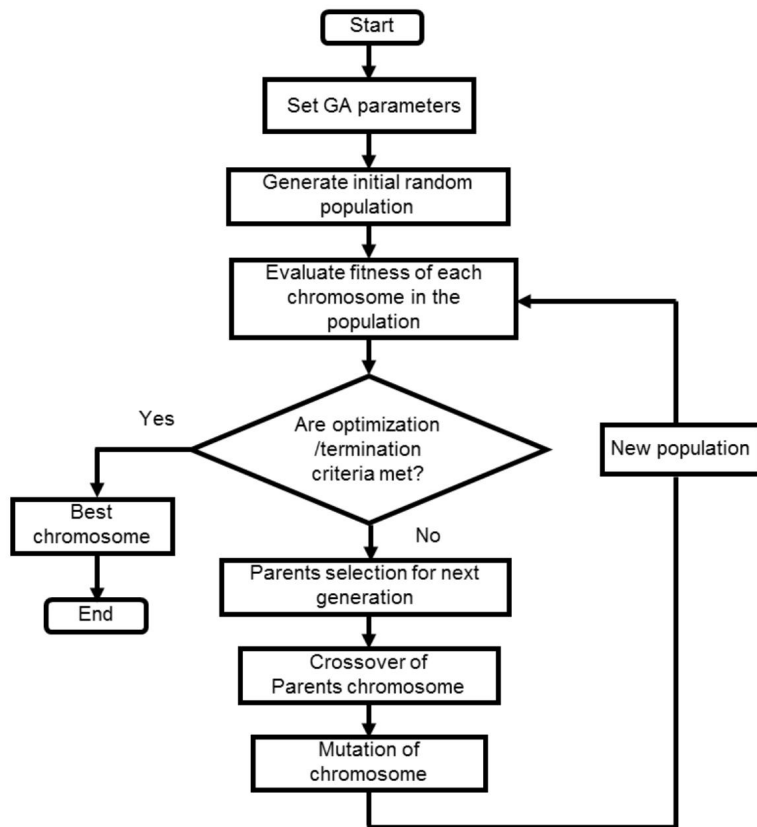 Start
Set GA parameters
Generate initial random
population
Evaluate fitness of each
chromosome in the
population
Yes
Are optimization
/termination
criteria met?
New population
Best
chromosome
No
End
Parents selection for next
generation
Crossover of
Parents chromosome
Mutation of
chromosome